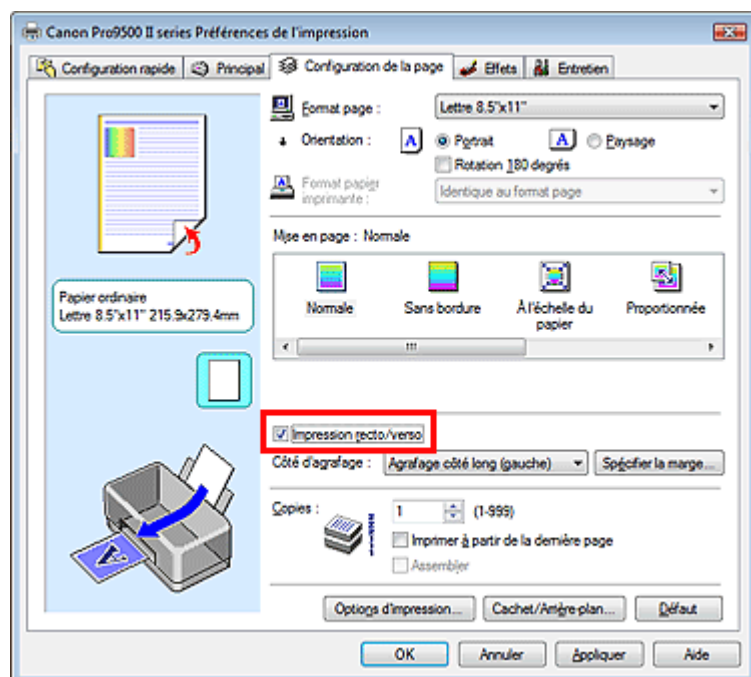 Canon Pro9500 II series Préférences de l'impression
Configuration rapide Principal Configuration de la page Effets Entretien
Format page : Lettre 8.5"x11"
Orientation : A Portrait A Paysage
Rotation 180 degrés
Format papier imprimante : Identique au format page
Mise en page : Normale
Normale Sans bordure À l'échelle du papier Proportionnée
Papier ordinaire
Lettre 8.5"x11" 215.9x279.4mm
Impression recto/verso
Côté d'agrafage : Agrafage côté long (gauche) Spécifier la marge...
Copies : 1 (1-999)
Imprimer à partir de la dernière page
Assembler
Options d'impression... Cachet/Arrière-plan... Défaut
OK Annuler Appliquer Aide